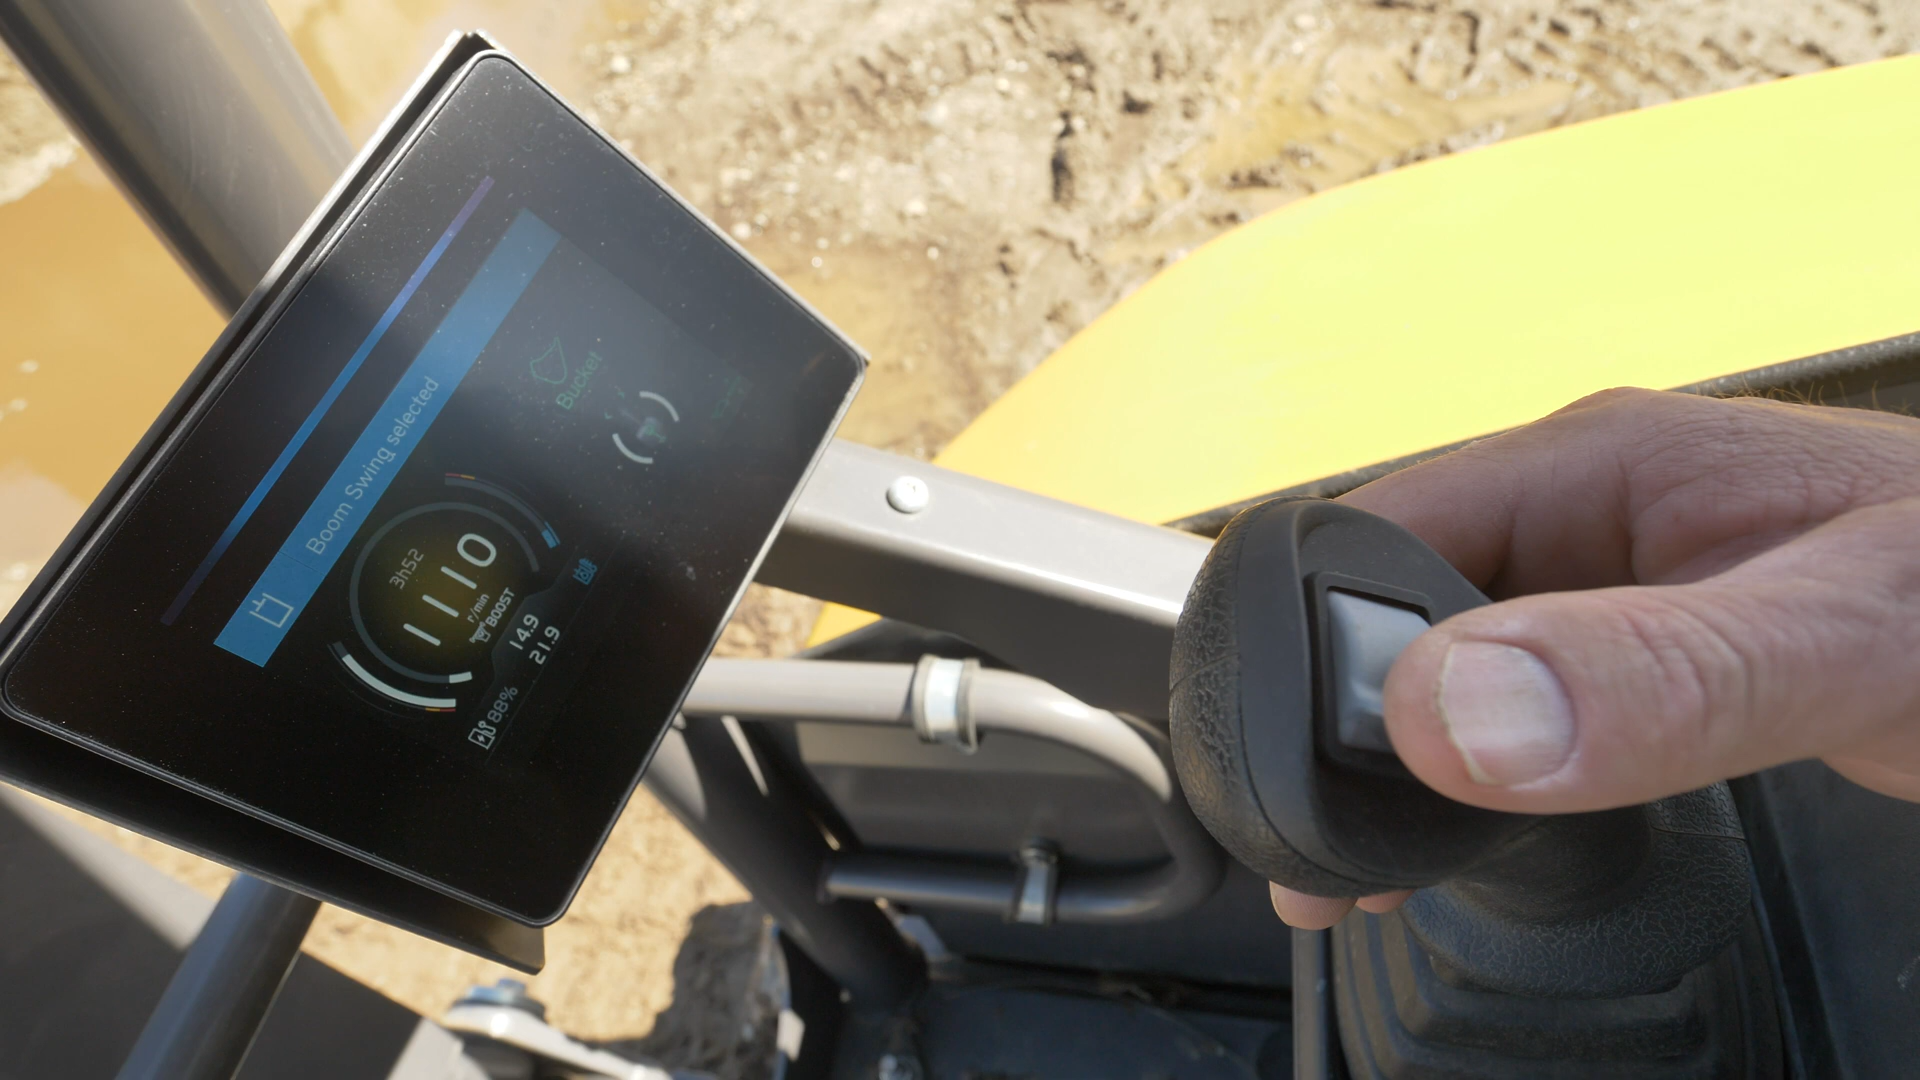 Boom Swing selected
3h52
1110
r/min
BOOST
14.9
21.9
88%
Bucket